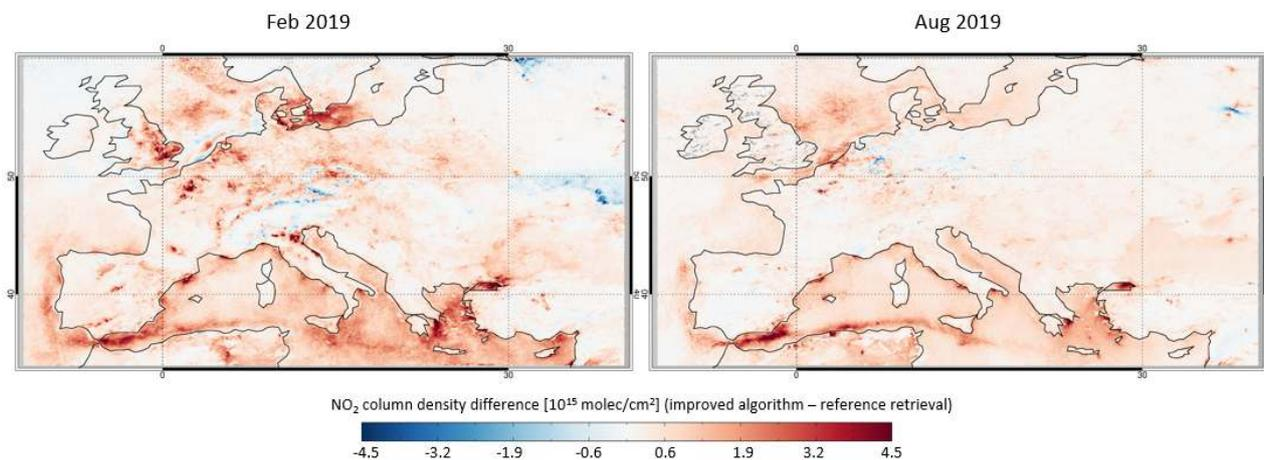 Feb 2019
Aug 2019
0 30
0 30
50 50
50
40 40
40
0 30
0 30
NO₂ column density difference [10¹⁵ molec/cm²] (improved algorithm – reference retrieval)
-4.5 -3.2 -1.9 -0.6 0.6 1.9 3.2 4.5